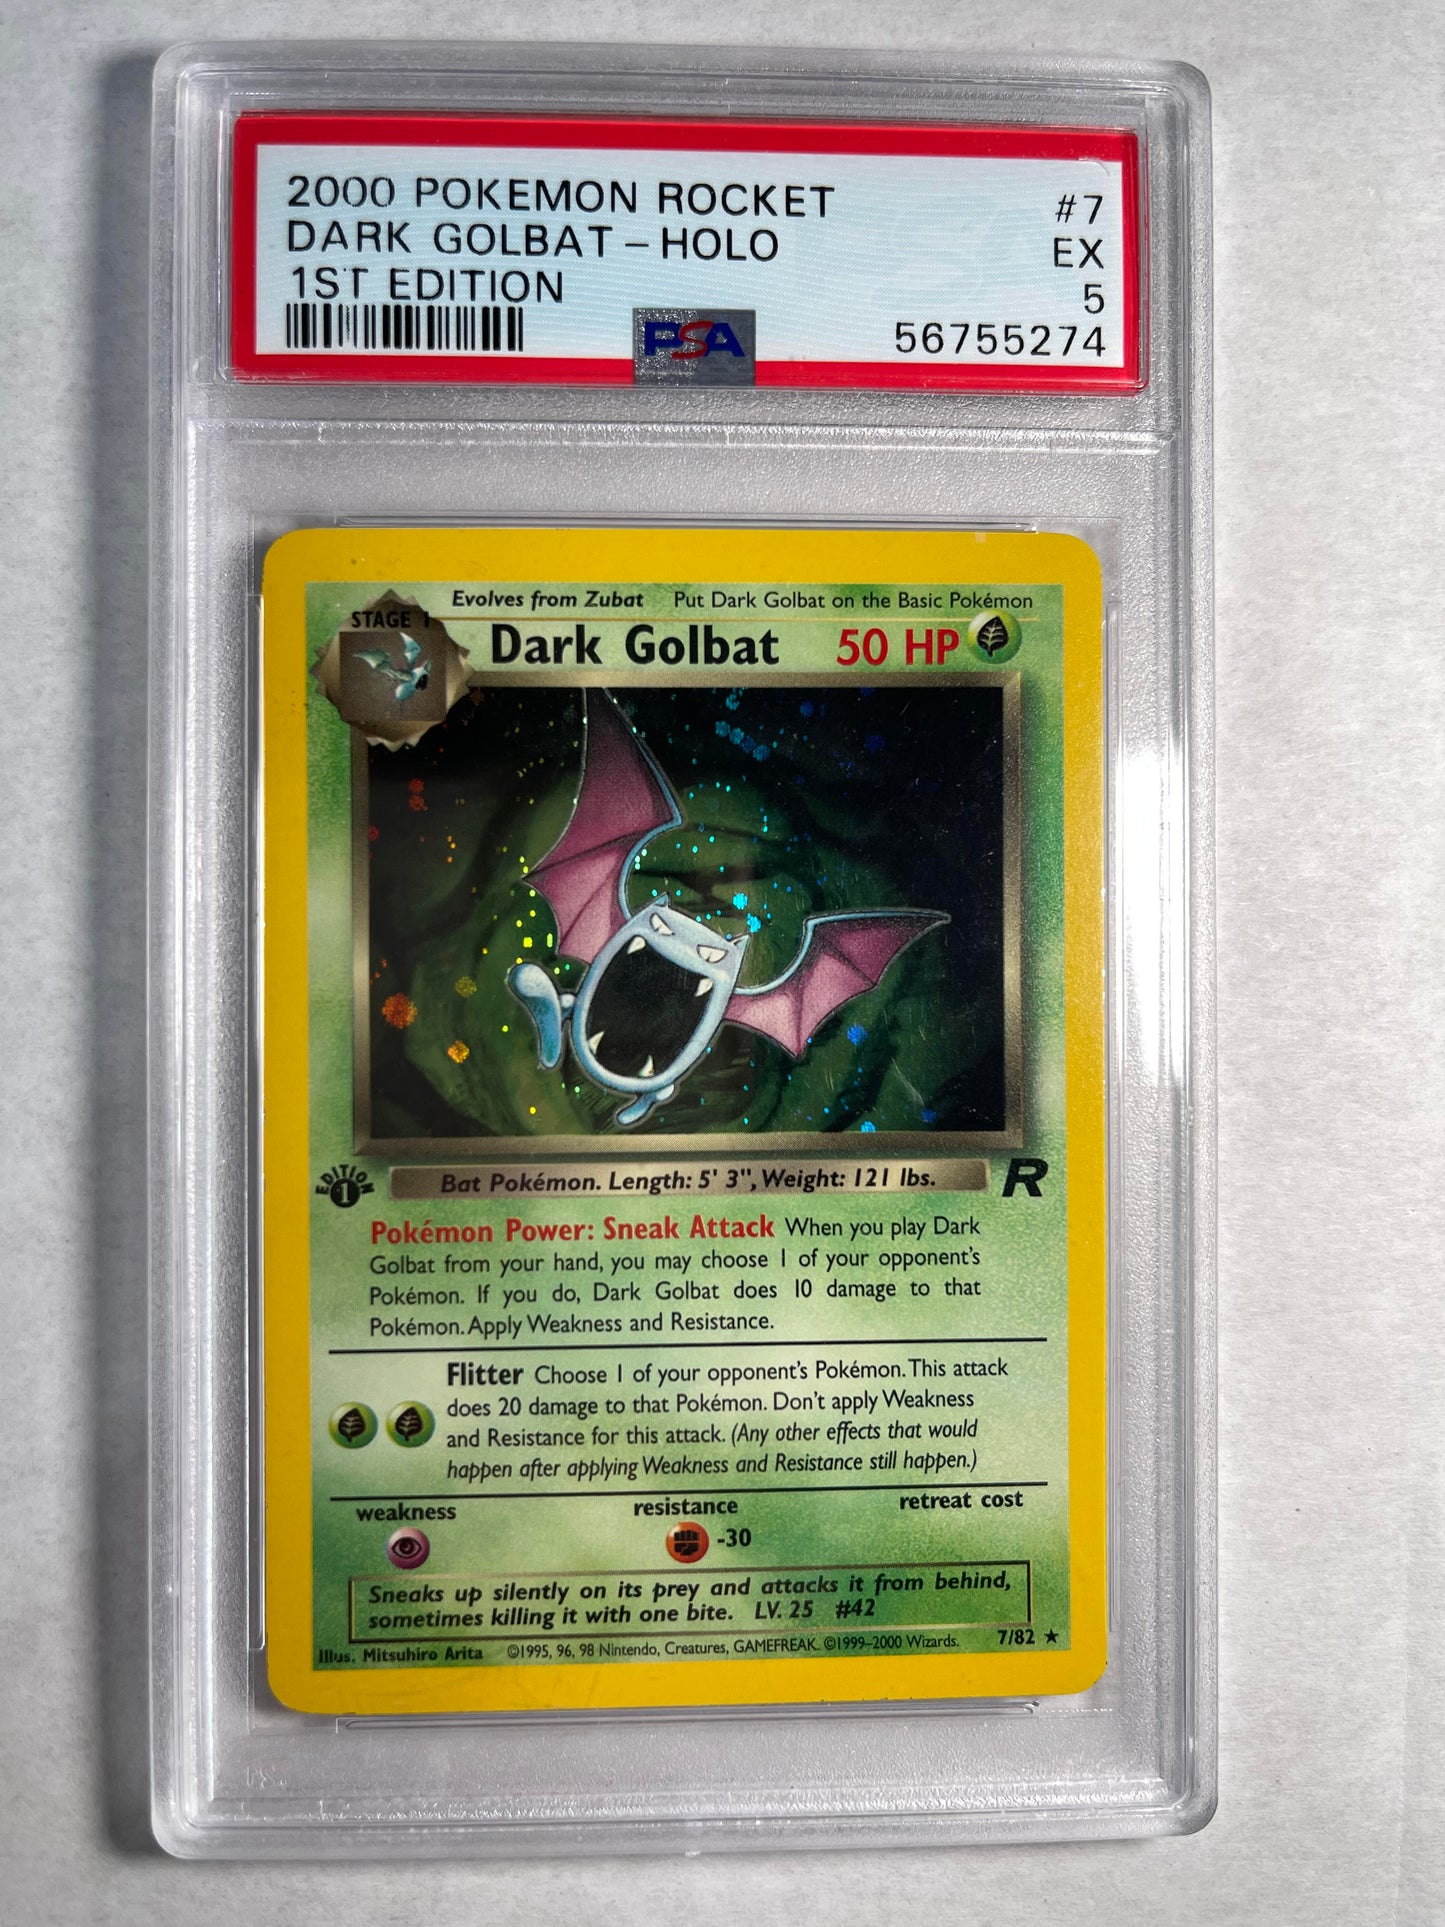 2000 POKEMON ROCKET #7
DARK GOLBAT - HOLO EX
1ST EDITION 5
PSA 56755274
Evolves from Zubat Put Dark Golbat on the Basic Pokémon
STAGE 1
Dark Golbat 50 HP
EDITION 1
Bat Pokémon. Length: 5' 3", Weight: 121 lbs. R
Pokémon Power: Sneak Attack When you play Dark
Golbat from your hand, you may choose 1 of your opponent's
Pokémon. If you do, Dark Golbat does 10 damage to that
Pokémon. Apply Weakness and Resistance.
Flitter Choose 1 of your opponent's Pokémon. This attack
does 20 damage to that Pokémon. Don't apply Weakness
and Resistance for this attack. (Any other effects that would
happen after applying Weakness and Resistance still happen.)
weakness resistance retreat cost
-30
Sneaks up silently on its prey and attacks it from behind,
sometimes killing it with one bite. LV. 25 #42
Illus. Mitsuhiro Arita ©1995, 96, 98 Nintendo, Creatures, GAMEFREAK. ©1999-2000 Wizards. 7/82 ★